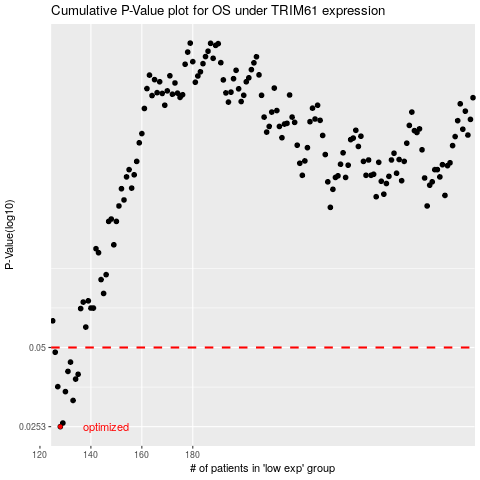 Cumulative P-Value plot for OS under TRIM61 expression
P-Value(log10)
0.05
0.0253
optimized
120 140 160 180
# of patients in 'low exp' group